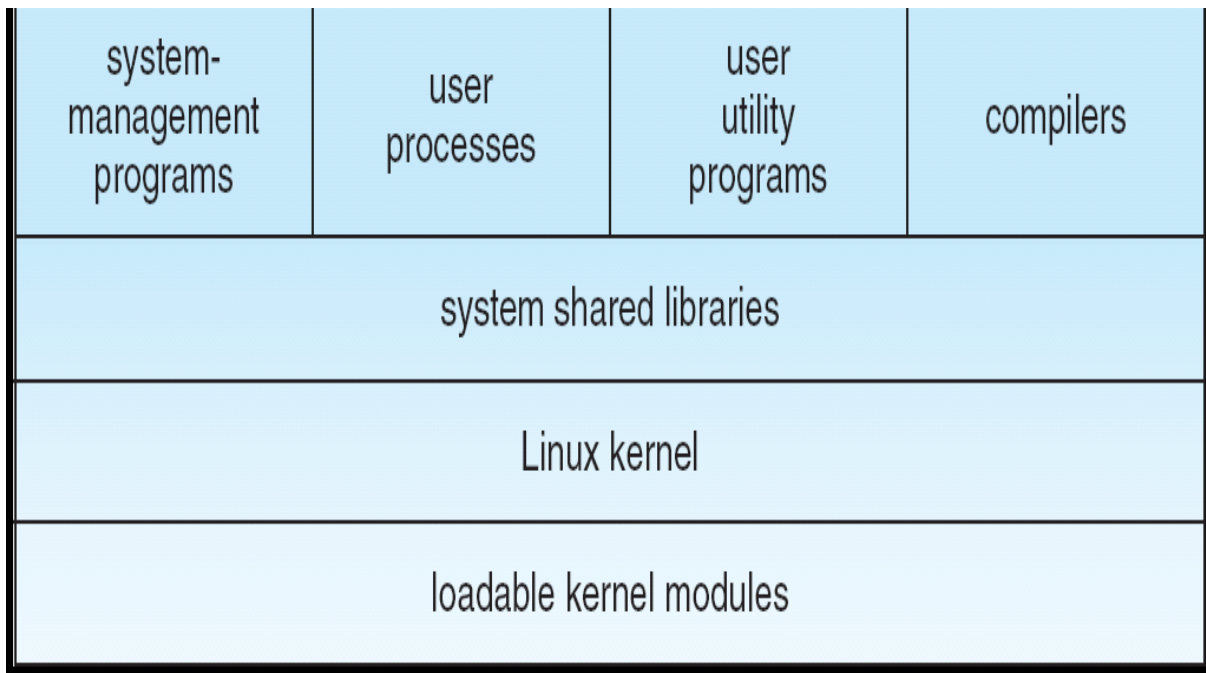 system-
management
programs
user
processes
user
utility
programs
compilers
system shared libraries
Linux kernel
loadable kernel modules